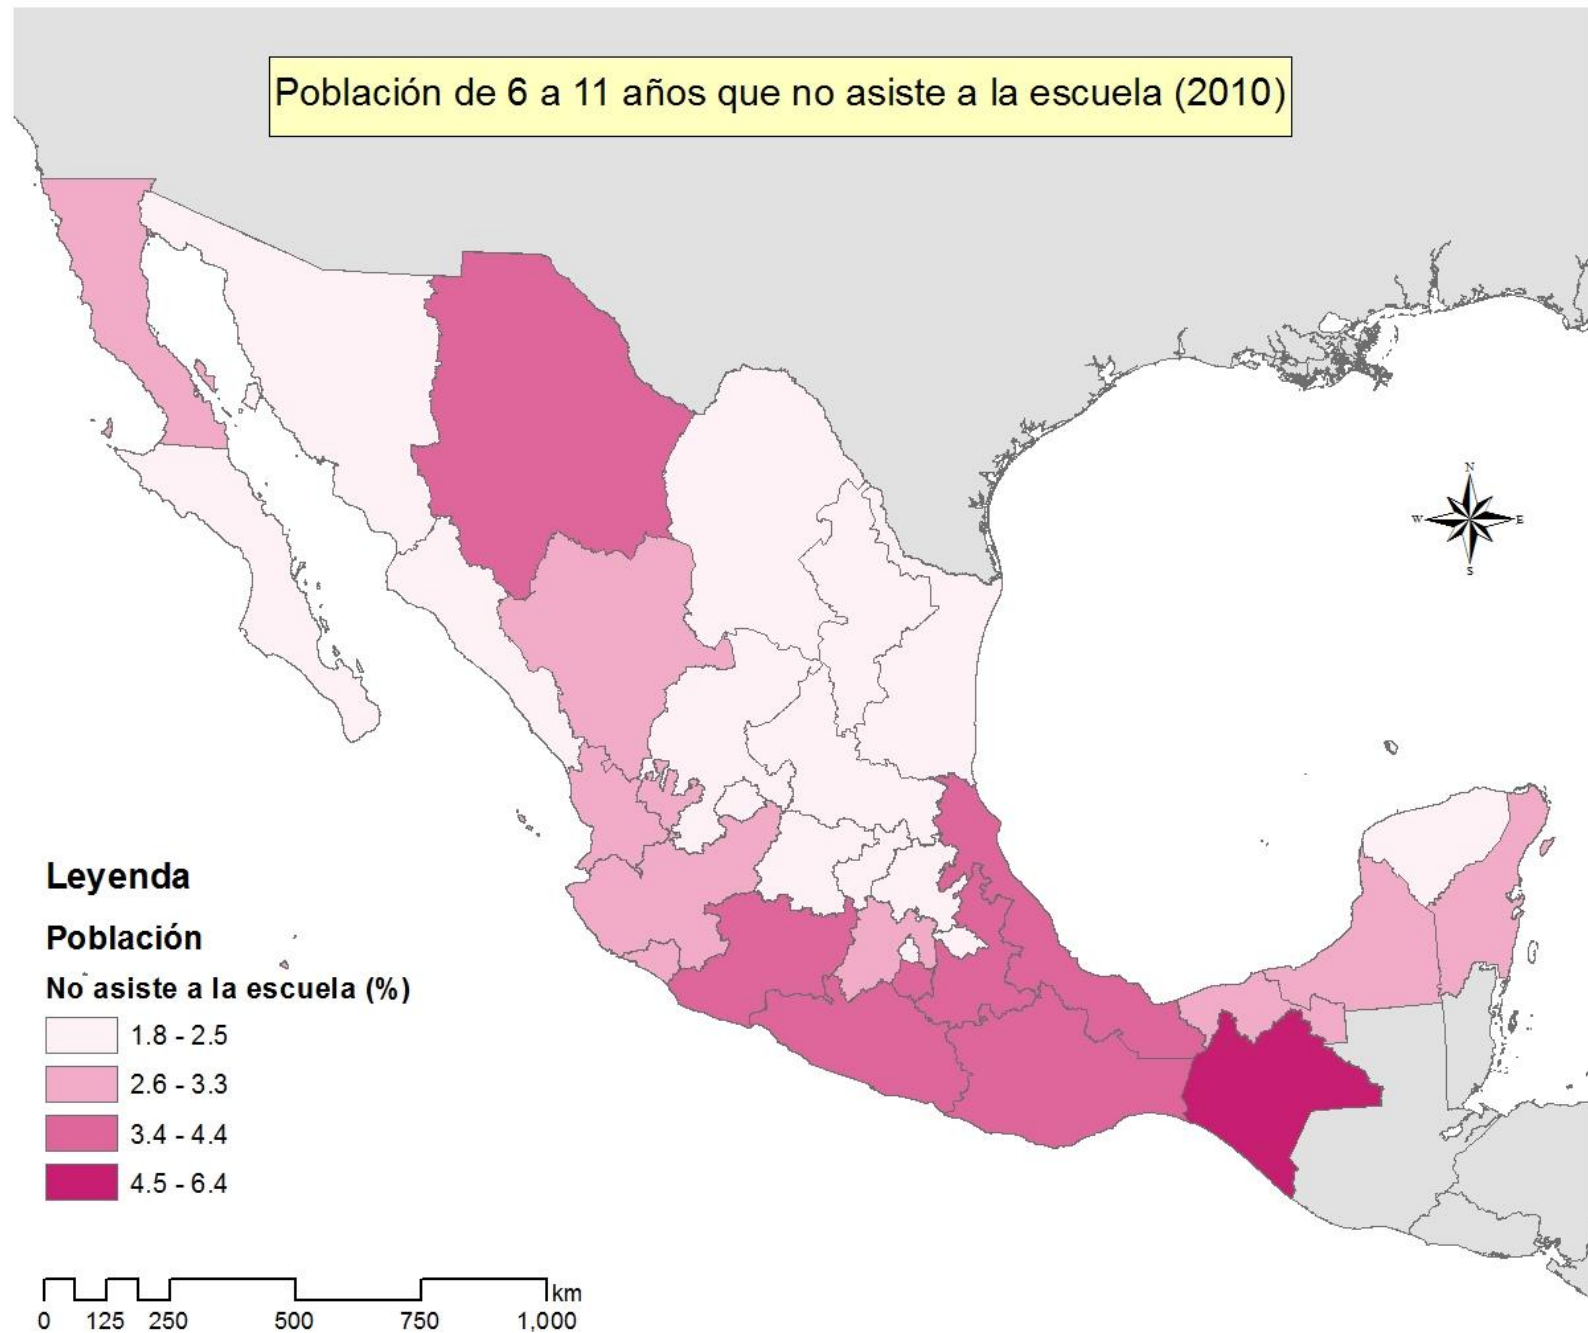 Población de 6 a 11 años que no asiste a la escuela (2010)
N
W E
S
Leyenda
Población
No asiste a la escuela (%)
1.8 - 2.5
2.6 - 3.3
3.4 - 4.4
4.5 - 6.4
km
0 125 250 500 750 1,000